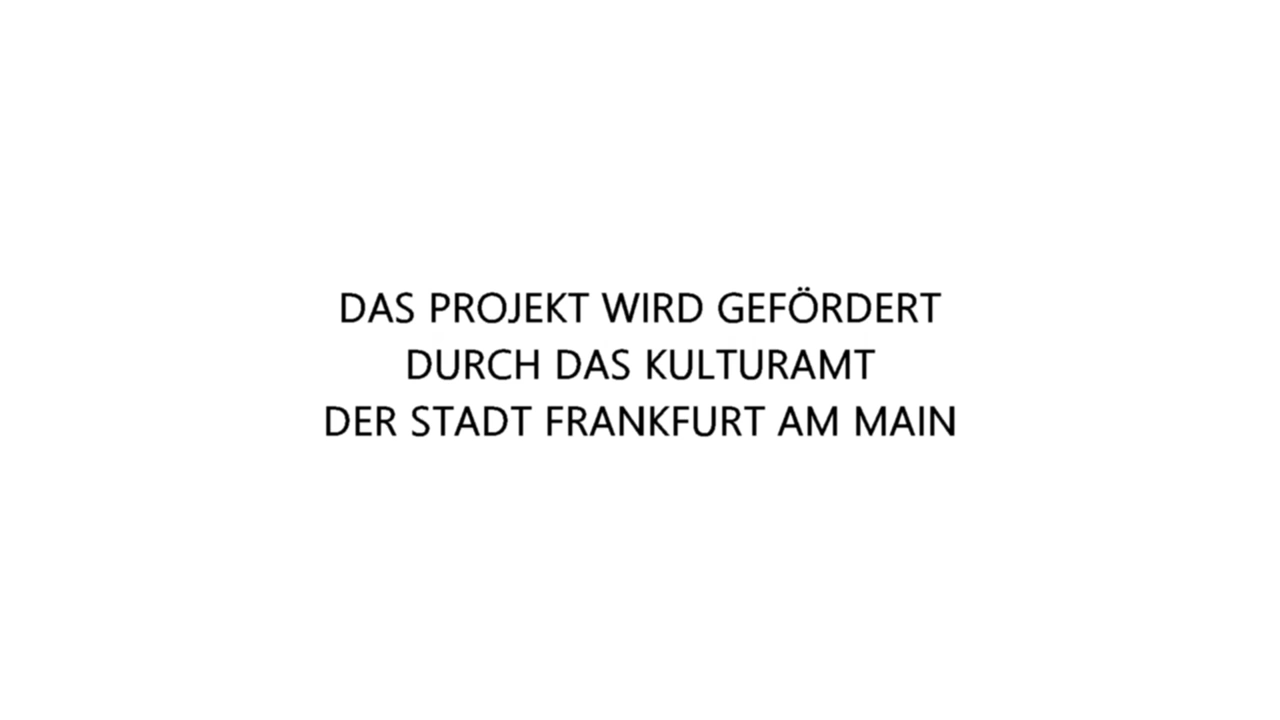 DAS PROJEKT WIRD GEFÖRDERT
DURCH DAS KULTURAMT
DER STADT FRANKFURT AM MAIN